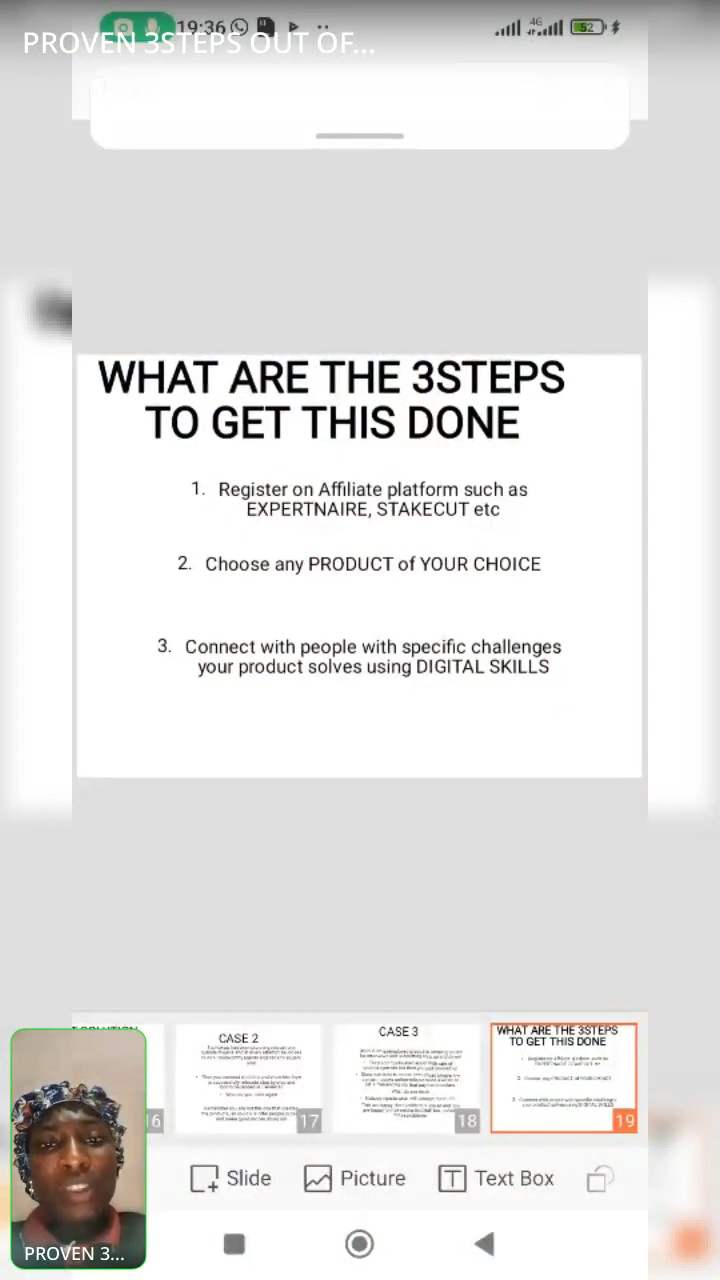 19:36
4G
52
PROVEN 3STEPS OUT OF...
WHAT ARE THE 3STEPS
TO GET THIS DONE
1. Register on Affiliate platform such as
EXPERTNAIRE, STAKECUT etc
2. Choose any PRODUCT of YOUR CHOICE
3. Connect with people with specific challenges
your product solves using DIGITAL SKILLS
16
CASE 2
17
CASE 3
18
WHAT ARE THE 3STEPS
TO GET THIS DONE
19
PROVEN 3...
Slide
Picture
Text Box